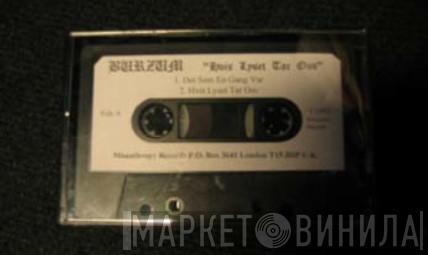 BURZUM "Hvis Lyset Tar Oss"
1. Det Som En Gang Var
2. Hvis Lyset Tar Oss
Side A
Misanthropy Records P.O. Box
London
U.K.
МАРКЕТ ВИНИЛА